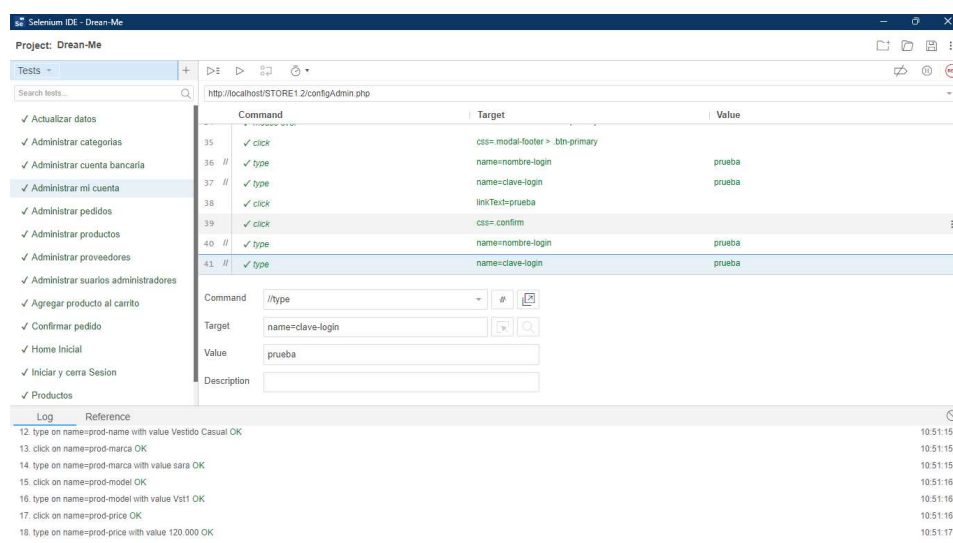 Selenium IDE - Drean-Me
Project: Drean-Me
Tests
Search tests...
http://localhost/STORE1.2/configAdmin.php
✓ Actualizar datos
✓ Administrar categorias
✓ Administrar cuenta bancaria
✓ Administrar mi cuenta
✓ Administrar pedidos
✓ Administrar productos
✓ Administrar proveedores
✓ Administrar suarios administradores
✓ Agregar producto al carrito
✓ Confirmar pedido
✓ Home Inicial
✓ Iniciar y cerra Sesion
✓ Productos
Command Target Value
35 ✓ click css=.modal-footer > .btn-primary
36 // ✓ type name=nombre-login prueba
37 // ✓ type name=clave-login prueba
38 ✓ click linkText=prueba
39 ✓ click css=.confirm
40 // ✓ type name=nombre-login prueba
41 // ✓ type name=clave-login prueba
Command //type
Target name=clave-login
Value prueba
Description
Log Reference
12. type on name=prod-name with value Vestido Casual OK 10:51:15
13. click on name=prod-marca OK 10:51:15
14. type on name=prod-marca with value sara OK 10:51:15
15. click on name=prod-model OK 10:51:16
16. type on name=prod-model with value Vst1 OK 10:51:16
17. click on name=prod-price OK 10:51:16
18. type on name=prod-price with value 120.000 OK 10:51:17